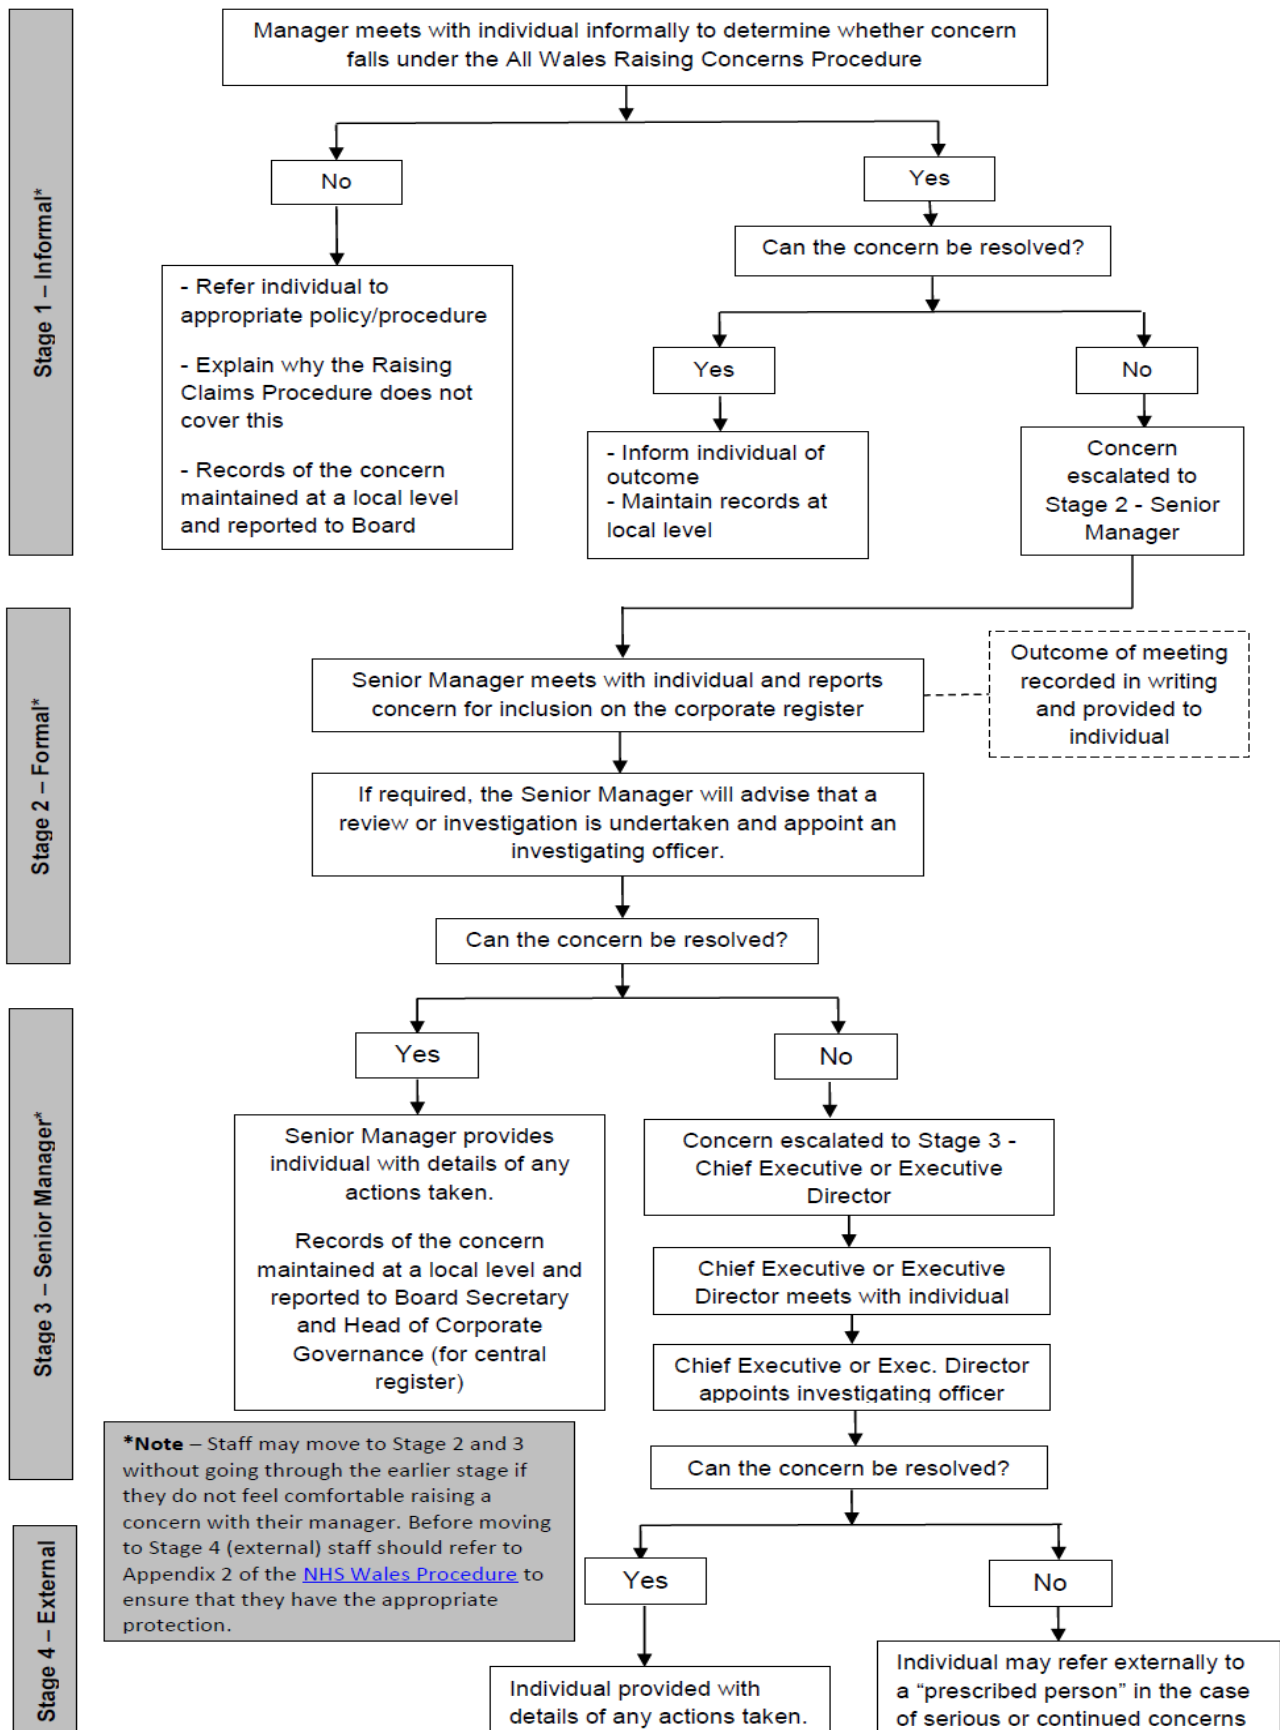 Manager meets with individual informally to determine whether concern
falls under the All Wales Raising Concerns Procedure
Stage 1 – Informal*
No
Yes
Can the concern be resolved?
- Refer individual to
appropriate policy/procedure
- Explain why the Raising
Claims Procedure does not
cover this
- Records of the concern
maintained at a local level
and reported to Board
Yes
No
- Inform individual of
outcome
- Maintain records at
local level
Concern
escalated to
Stage 2 - Senior
Manager
Stage 2 – Formal*
Senior Manager meets with individual and reports
concern for inclusion on the corporate register
Outcome of meeting
recorded in writing
and provided to
individual
If required, the Senior Manager will advise that a
review or investigation is undertaken and appoint an
investigating officer.
Can the concern be resolved?
Stage 3 – Senior Manager*
Yes
No
Senior Manager provides
individual with details of any
actions taken.
Records of the concern
maintained at a local level and
reported to Board Secretary
and Head of Corporate
Governance (for central
register)
Concern escalated to Stage 3 -
Chief Executive or Executive
Director
Chief Executive or Executive
Director meets with individual
Chief Executive or Exec. Director
appoints investigating officer
Can the concern be resolved?
*Note – Staff may move to Stage 2 and 3
without going through the earlier stage if
they do not feel comfortable raising a
concern with their manager. Before moving
to Stage 4 (external) staff should refer to
Appendix 2 of the NHS Wales Procedure to
ensure that they have the appropriate
protection.
Stage 4 – External
Yes
No
Individual provided with
details of any actions taken.
Individual may refer externally to
a “prescribed person” in the case
of serious or continued concerns